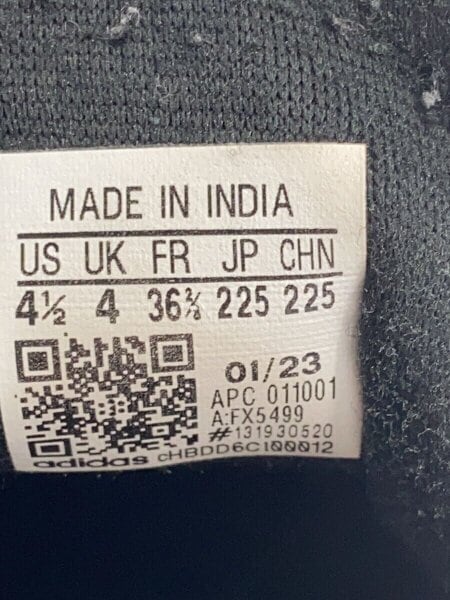 MADE IN INDIA
US UK FR JP CHN
4½ 4 36⅔ 225 225
01/23
APC 011001
A:FX5499
#131930520
adidas cHBDD6C100012